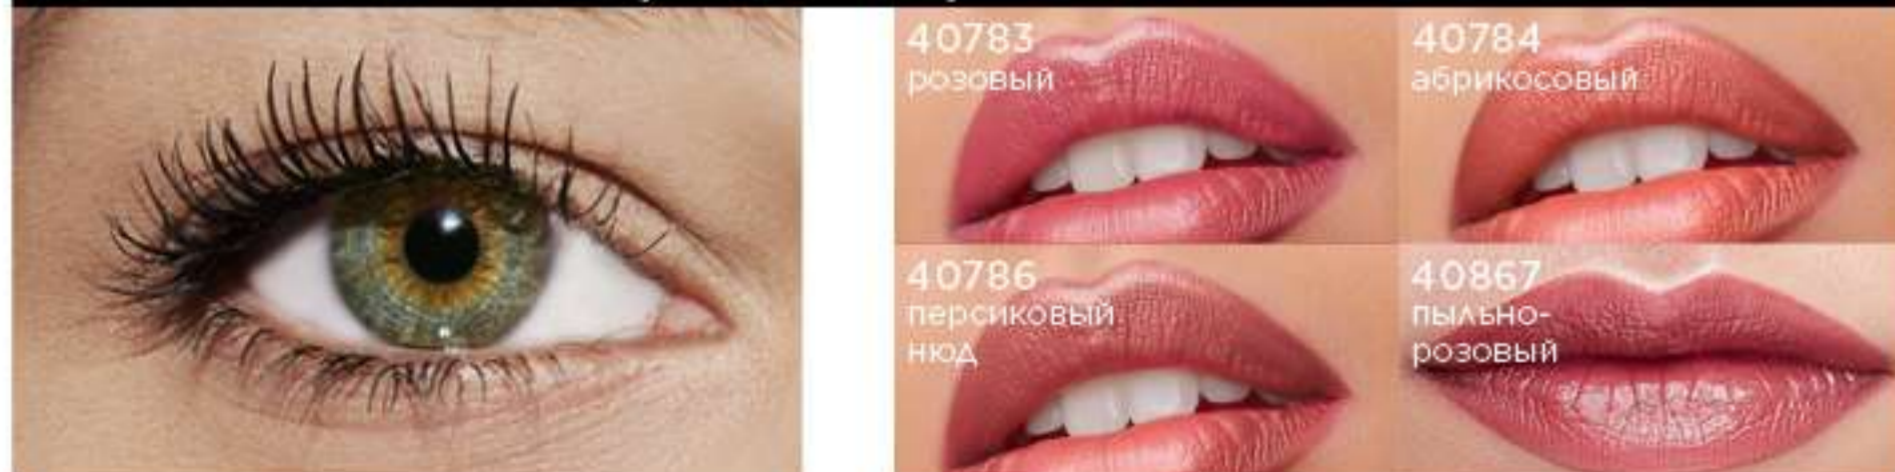 40783
розовый
40784
абрикосовый
40786
персиковый
нюд
40867
пыльно-
розовый